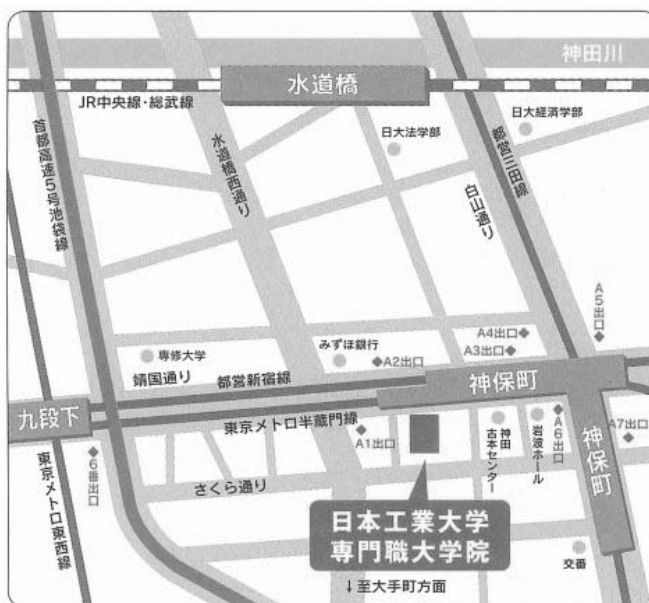 神田川
水道橋
JR中央線・総武線
日大法学部
日大経済学部
首都高速5号池袋線
水道橋西通り
都営三田線
白山通り
A5出口
A4出口
A3出口
みずほ銀行
A2出口
専修大学
靖国通り
都営新宿線
神保町
九段下
東京メトロ半蔵門線
A1出口
神田
古本センター
岩波ホール
A6出口
神保町
A7出口
6番出口
東京メトロ東西線
さくら通り
日本工業大学
専門職大学院
交番
↓至大手町方面